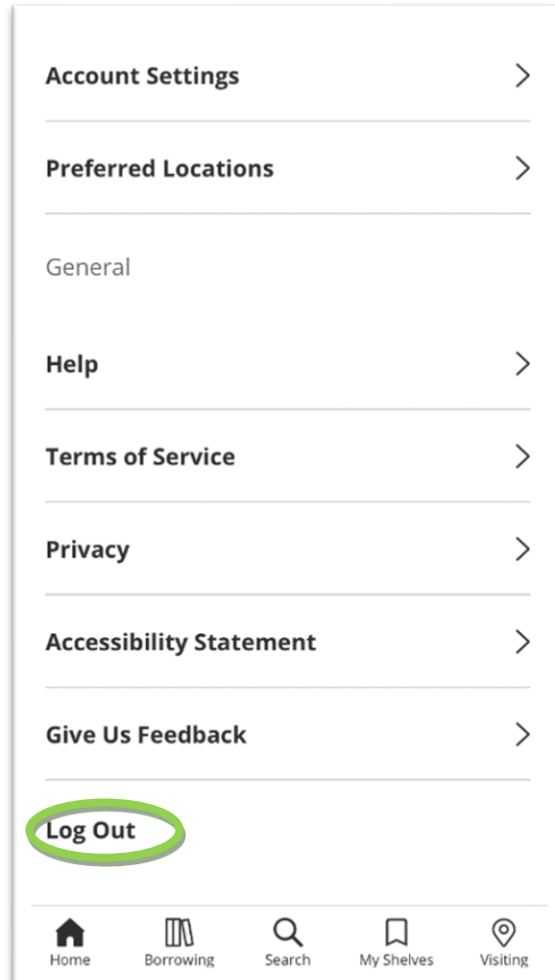 Account Settings
Preferred Locations
General
Help
Terms of Service
Privacy
Accessibility Statement
Give Us Feedback
Log Out
Home Borrowing Search My Shelves Visiting